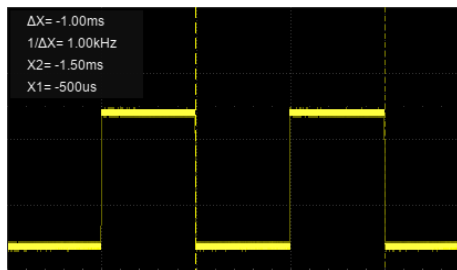 ΔX= -1.00ms
1/ΔX= 1.00kHz
X2= -1.50ms
X1= -500us